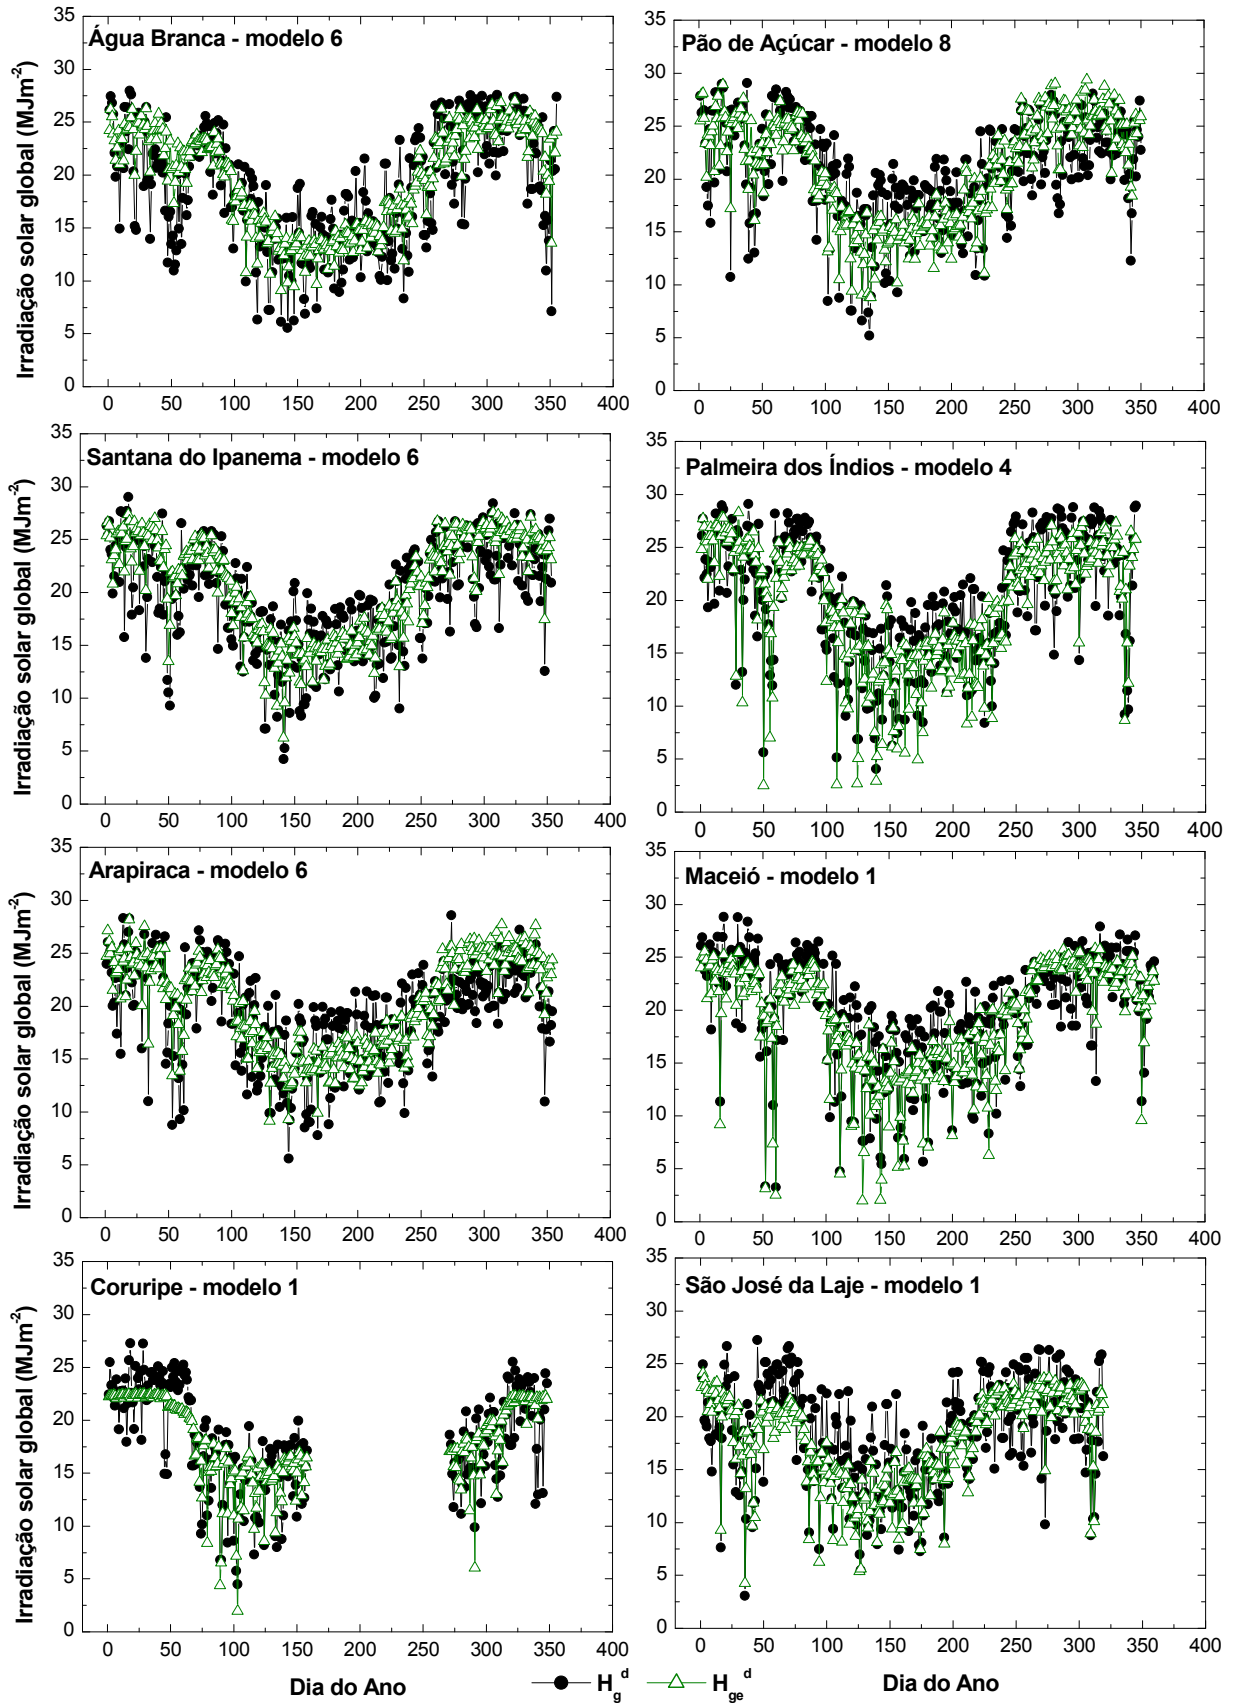 Água Branca - modelo 6
Irradiação solar global (MJm-2)
35
30
25
20
15
10
5
0
0 50 100 150 200 250 300 350 400
Pão de Açúcar - modelo 8
35
30
25
20
15
10
5
0
0 50 100 150 200 250 300 350 400
Santana do Ipanema - modelo 6
Irradiação solar global (MJm-2)
35
30
25
20
15
10
5
0
0 50 100 150 200 250 300 350 400
Palmeira dos Índios - modelo 4
35
30
25
20
15
10
5
0
0 50 100 150 200 250 300 350 400
Arapiraca - modelo 6
Irradiação solar global (MJm-2)
35
30
25
20
15
10
5
0
0 50 100 150 200 250 300 350 400
Maceió - modelo 1
35
30
25
20
15
10
5
0
0 50 100 150 200 250 300 350 400
Coruripe - modelo 1
Irradiação solar global (MJm-2)
35
30
25
20
15
10
5
0
0 50 100 150 200 250 300 350 400
Dia do Ano
São José da Laje - modelo 1
35
30
25
20
15
10
5
0
0 50 100 150 200 250 300 350 400
Dia do Ano
Hgd
Hged